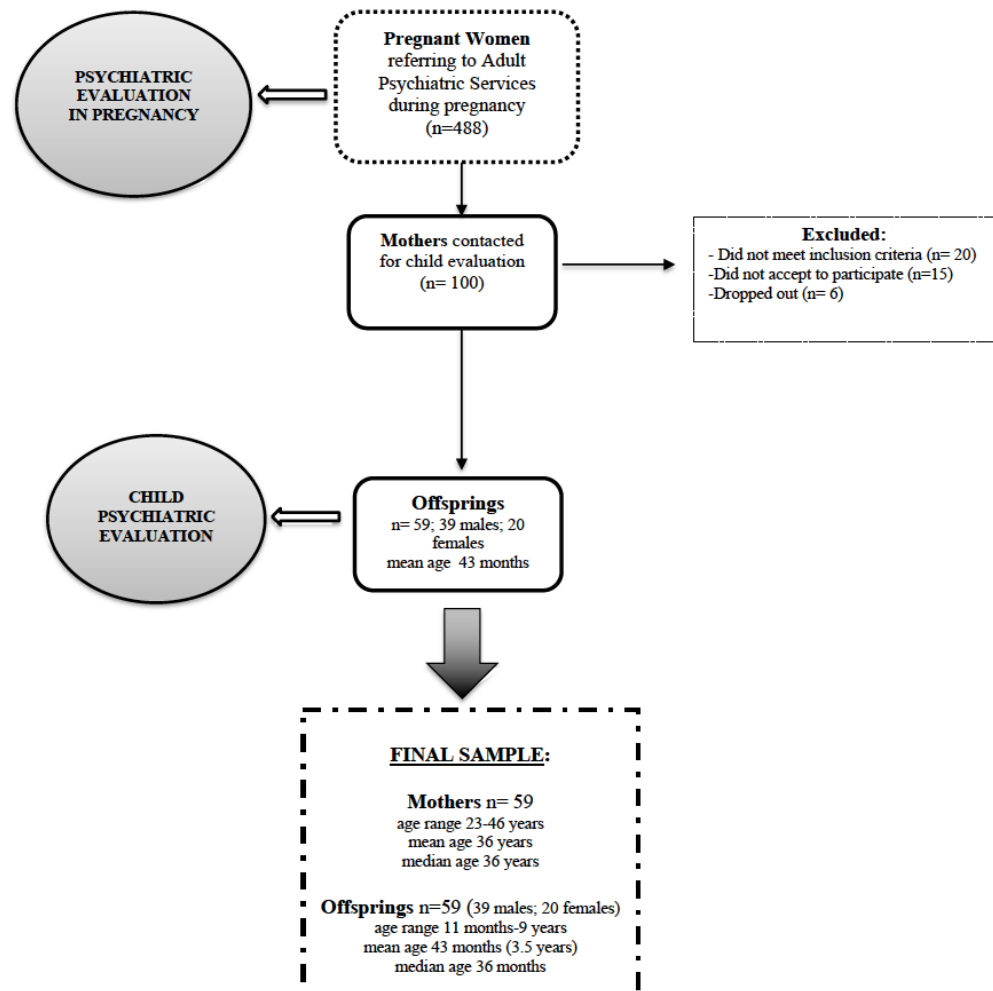 Pregnant Women
referring to Adult
Psychiatric Services
during pregnancy
(n=488)
PSYCHIATRIC
EVALUATION
IN PREGNANCY
Mothers contacted
for child evaluation
(n= 100)
Excluded:
- Did not meet inclusion criteria (n= 20)
-Did not accept to participate (n=15)
-Dropped out (n= 6)
CHILD
PSYCHIATRIC
EVALUATION
Offsprings
n= 59; 39 males; 20
females
mean age 43 months
FINAL SAMPLE:
Mothers n= 59
age range 23-46 years
mean age 36 years
median age 36 years
Offsprings n=59 (39 males; 20 females)
age range 11 months-9 years
mean age 43 months (3.5 years)
median age 36 months